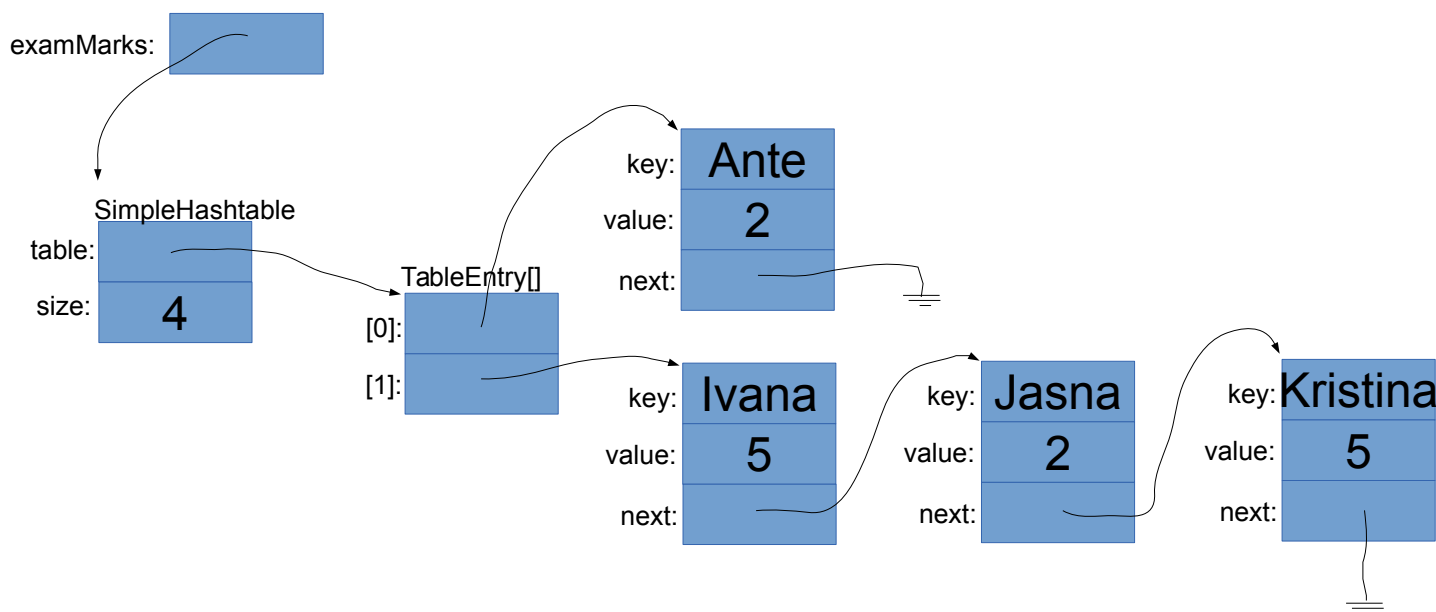 examMarks:
SimpleHashtable
table:
size: 4
TableEntry[]
[0]:
[1]:
key: Ante
value: 2
next:
key: Ivana
value: 5
next:
key: Jasna
value: 2
next:
key: Kristina
value: 5
next: